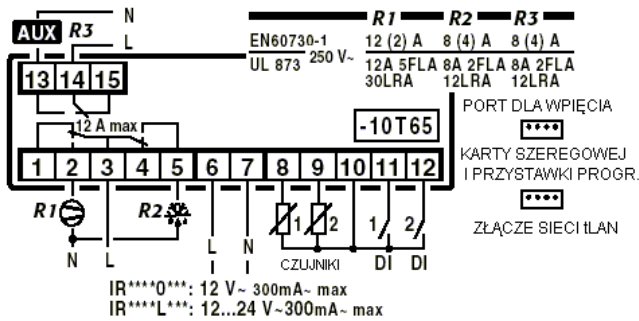 N
R1 R2 R3
AUX R3 L
EN60730-1 250 V~ 12 (2) A 8 (4) A 8 (4) A
UL 873 12A 5FLA 8A 2FLA 8A 2FLA
30LRA 12LRA 12LRA
13 14 15
PORT DLA WPIĘCIA
12 A max
-10T65
KARTY SZEREGOWEJ
I PRZYSTAWKI PROGR.
1 2 3 4 5 6 7 8 9 10 11 12
ZŁĄCZE SIECI tLAN
R1 R2 1 2 1 2
L N
N L CZUJNIKI DI DI
IR****0***: 12 V~ 300mA~ max
IR****L***: 12...24 V~300mA~ max